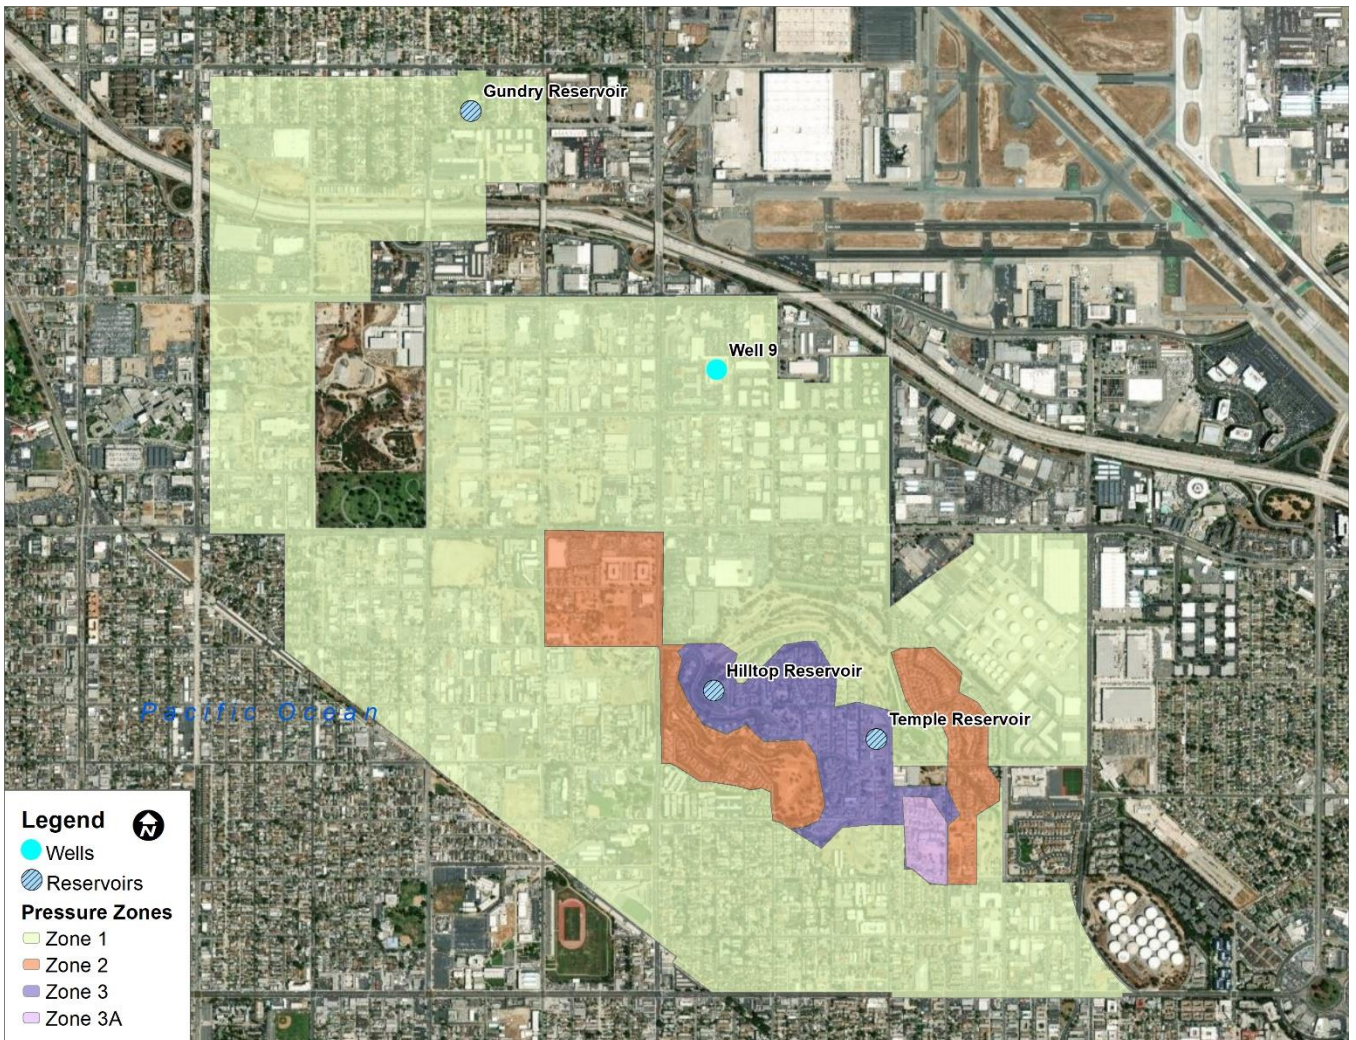 Gundry Reservoir
Well 9
Hilltop Reservoir
Temple Reservoir
Pacific Ocean
Legend
N
Wells
Reservoirs
Pressure Zones
Zone 1
Zone 2
Zone 3
Zone 3A